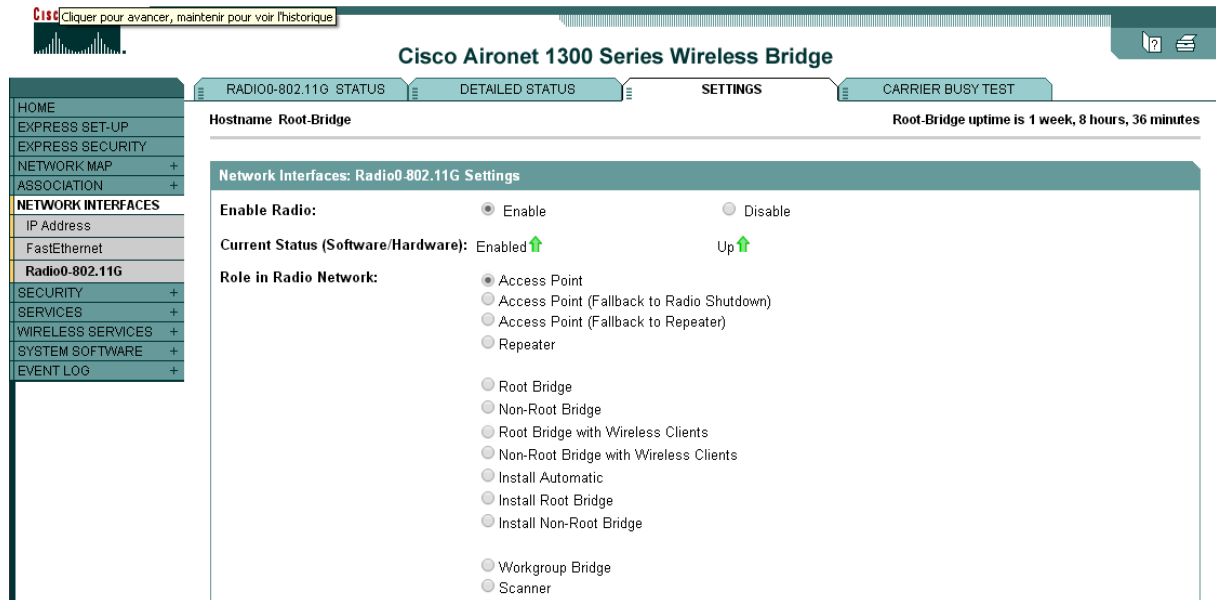 Cisc
Cliquer pour avancer, maintenir pour voir l'historique
Cisco Aironet 1300 Series Wireless Bridge
RADIO0-802.11G STATUS
DETAILED STATUS
SETTINGS
CARRIER BUSY TEST
HOME
EXPRESS SET-UP
EXPRESS SECURITY
NETWORK MAP +
ASSOCIATION +
NETWORK INTERFACES
IP Address
FastEthernet
Radio0-802.11G
SECURITY +
SERVICES +
WIRELESS SERVICES +
SYSTEM SOFTWARE +
EVENT LOG +
Hostname Root-Bridge
Root-Bridge uptime is 1 week, 8 hours, 36 minutes
Network Interfaces: Radio0-802.11G Settings
Enable Radio: Enable Disable
Current Status (Software/Hardware): Enabled Up
Role in Radio Network: Access Point
Access Point (Fallback to Radio Shutdown)
Access Point (Fallback to Repeater)
Repeater
Root Bridge
Non-Root Bridge
Root Bridge with Wireless Clients
Non-Root Bridge with Wireless Clients
Install Automatic
Install Root Bridge
Install Non-Root Bridge
Workgroup Bridge
Scanner